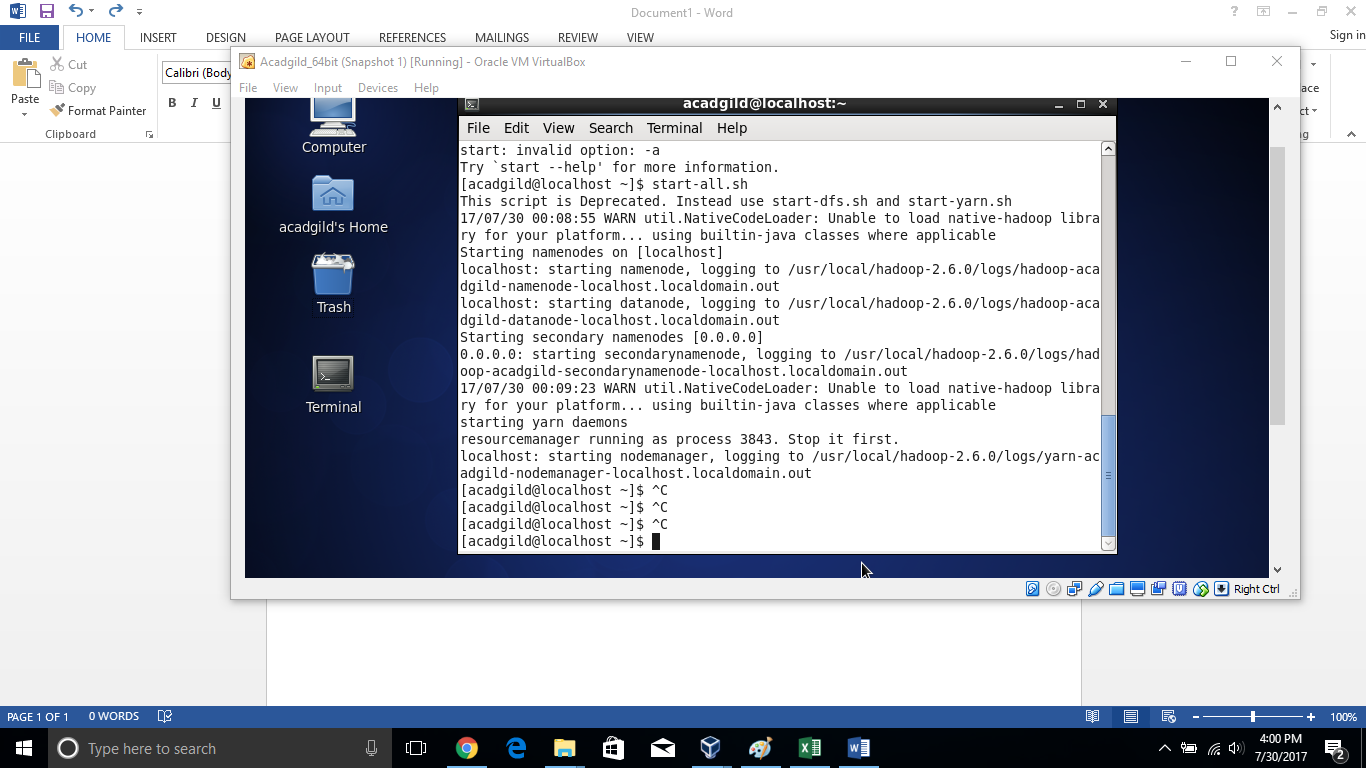 Document1 - Word
?
FILE
HOME
INSERT
DESIGN
PAGE LAYOUT
REFERENCES
MAILINGS
REVIEW
VIEW
Sign in
Paste
Cut
Copy
Format Painter
Clipboard
Calibri (Body
B I U
Acadgild_64bit (Snapshot 1) [Running] - Oracle VM VirtualBox
File View Input Devices Help
Computer
acadgild's Home
Trash
Terminal
acadgild@localhost:~
File Edit View Search Terminal Help
start: invalid option: -a
Try `start --help' for more information.
[acadgild@localhost ~]$ start-all.sh
This script is Deprecated. Instead use start-dfs.sh and start-yarn.sh
17/07/30 00:08:55 WARN util.NativeCodeLoader: Unable to load native-hadoop libra
ry for your platform... using builtin-java classes where applicable
Starting namenodes on [localhost]
localhost: starting namenode, logging to /usr/local/hadoop-2.6.0/logs/hadoop-aca
dgild-namenode-localhost.localdomain.out
localhost: starting datanode, logging to /usr/local/hadoop-2.6.0/logs/hadoop-aca
dgild-datanode-localhost.localdomain.out
Starting secondary namenodes [0.0.0.0]
0.0.0.0: starting secondarynamenode, logging to /usr/local/hadoop-2.6.0/logs/had
oop-acadgild-secondarynamenode-localhost.localdomain.out
17/07/30 00:09:23 WARN util.NativeCodeLoader: Unable to load native-hadoop libra
ry for your platform... using builtin-java classes where applicable
starting yarn daemons
resourcemanager running as process 3843. Stop it first.
localhost: starting nodemanager, logging to /usr/local/hadoop-2.6.0/logs/yarn-ac
adgild-nodemanager-localhost.localdomain.out
[acadgild@localhost ~]$ ^C
[acadgild@localhost ~]$ ^C
[acadgild@localhost ~]$ ^C
[acadgild@localhost ~]$
Right Ctrl
ace
ct
ng
PAGE 1 OF 1
0 WORDS
100%
Type here to search
4:00 PM
7/30/2017
2